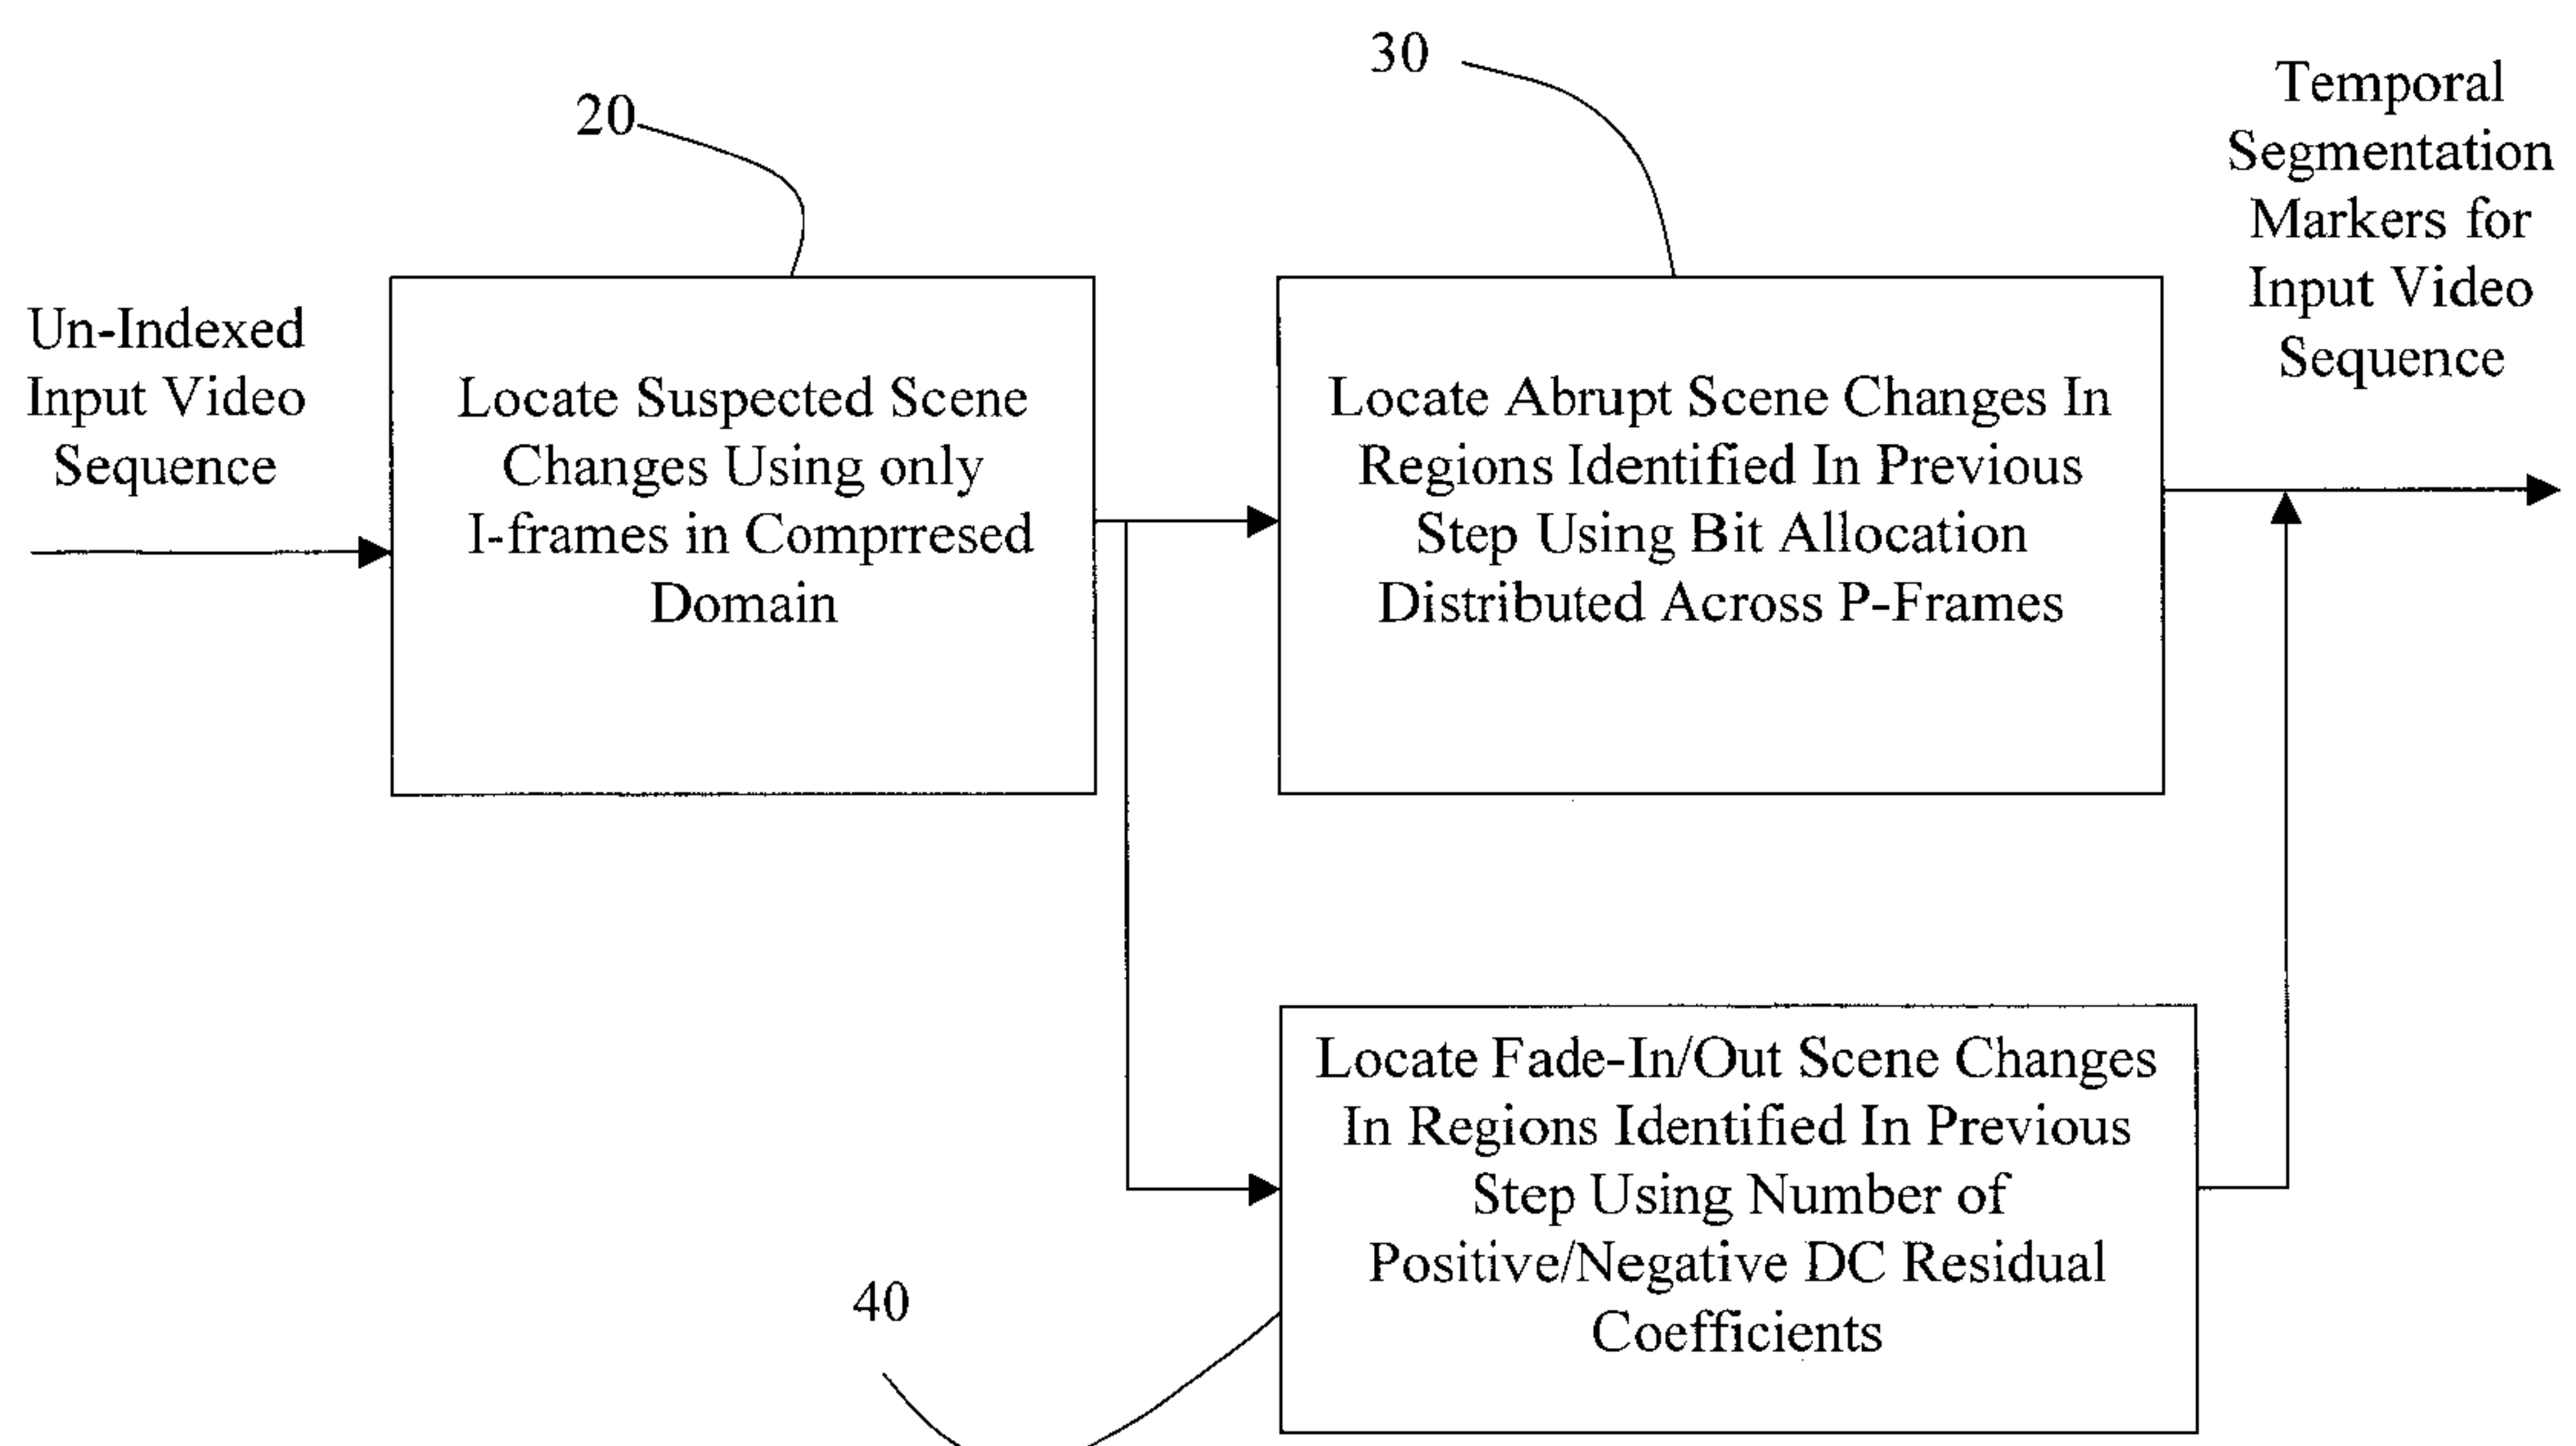 30
20
Temporal
Segmentation
Markers for
Input Video
Sequence
Un-Indexed
Input Video
Sequence
Locate Suspected Scene
Changes Using only
I-frames in Comprresed
Domain
Locate Abrupt Scene Changes In
Regions Identified In Previous
Step Using Bit Allocation
Distributed Across P-Frames
Locate Fade-In/Out Scene Changes
In Regions Identified In Previous
Step Using Number of
Positive/Negative DC Residual
Coefficients
40